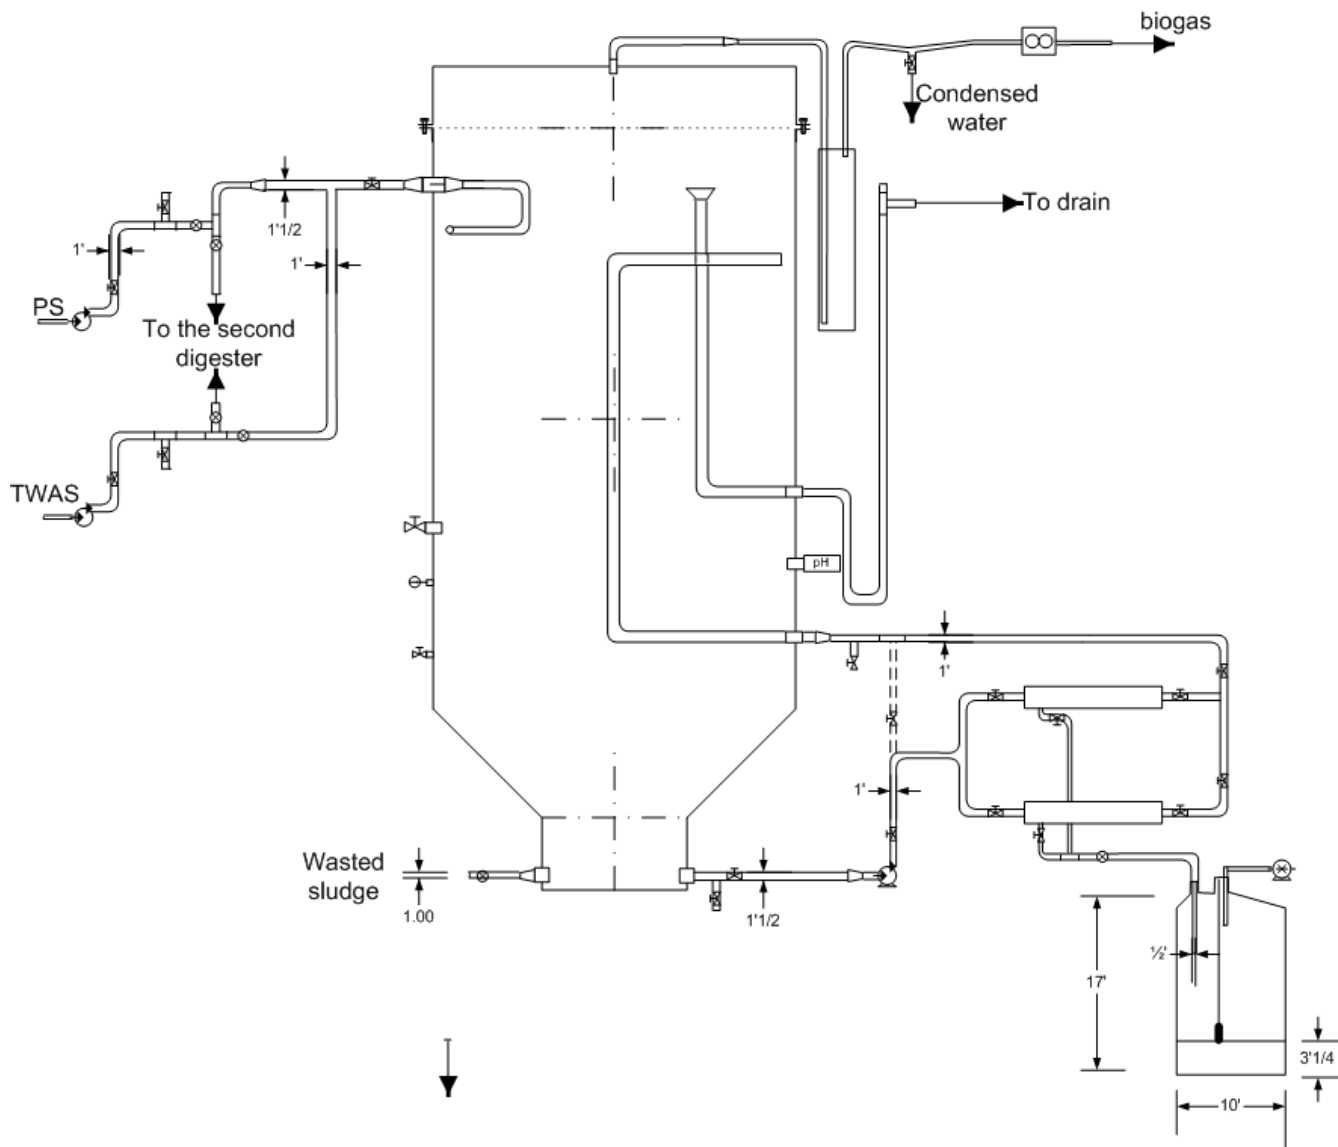 biogas
Condensed
water
To drain
1'1/2
1'
1'
PS
To the second
digester
TWAS
pH
1'
1'
Wasted
sludge
1.00
1'1/2
½'
17'
3'1/4
10'